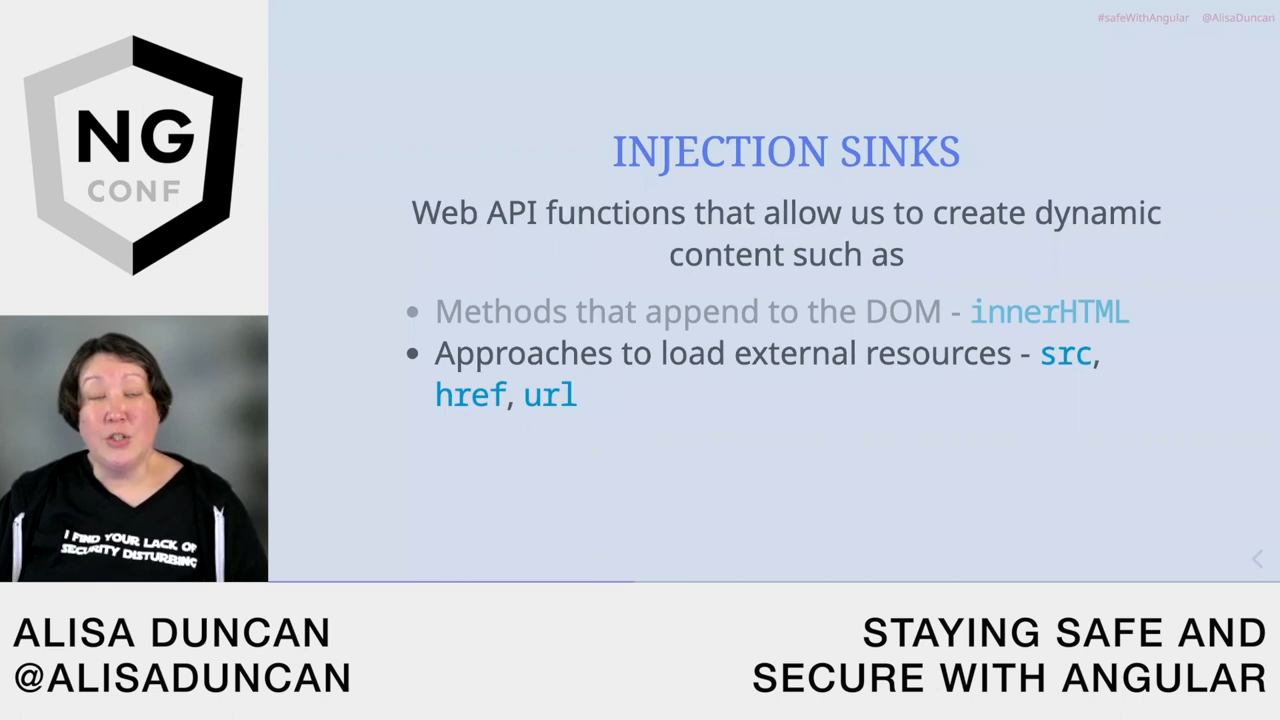 #safeWithAngular @AlisaDuncan
NG
CONF
INJECTION SINKS
Web API functions that allow us to create dynamic
content such as
• Methods that append to the DOM - innerHTML
• Approaches to load external resources - src,
href, url
I FIND YOUR LACK OF
SECURITY DISTURBING
ALISA DUNCAN
@ALISADUNCAN
STAYING SAFE AND
SECURE WITH ANGULAR